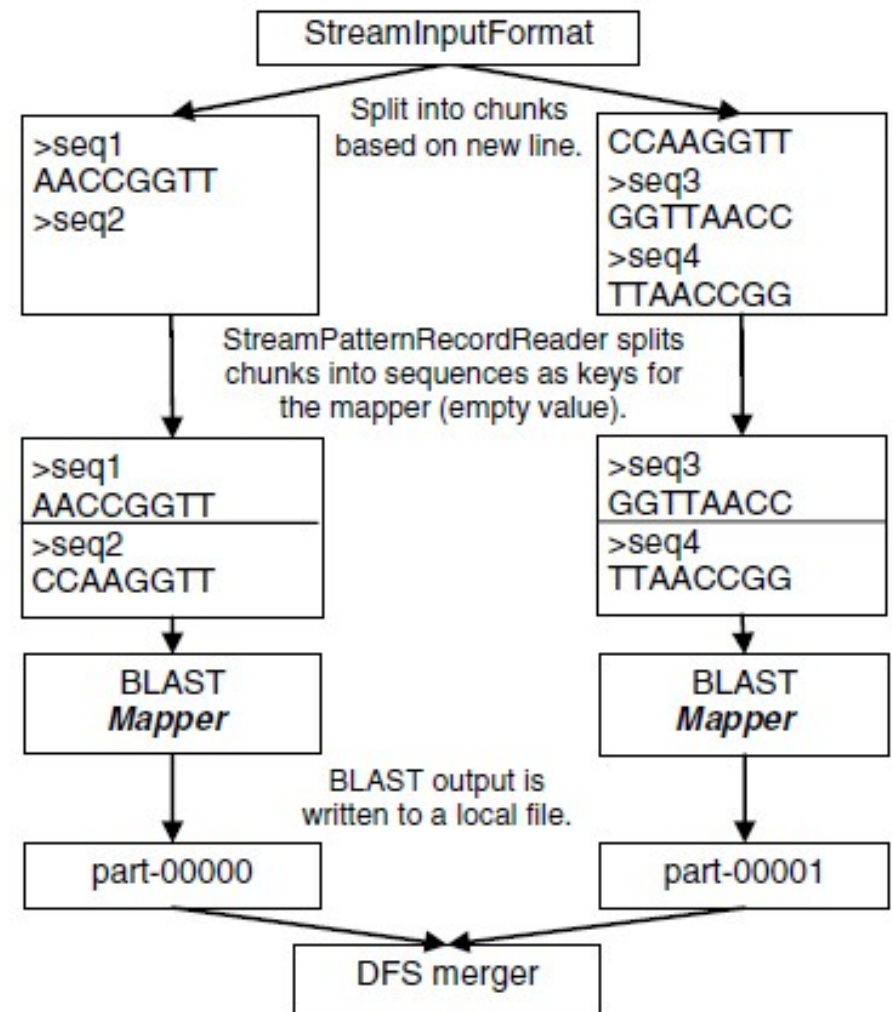 StreamInputFormat
Split into chunks
based on new line.
>seq1
AACCGGTT
>seq2
CCAAGGTT
>seq3
GGTTAACC
>seq4
TTAACCGG
StreamPatternRecordReader splits
chunks into sequences as keys for
the mapper (empty value).
>seq1
AACCGGTT
>seq2
CCAAGGTT
>seq3
GGTTAACC
>seq4
TTAACCGG
BLAST
Mapper
BLAST
Mapper
BLAST output is
written to a local file.
part-00000
part-00001
DFS merger